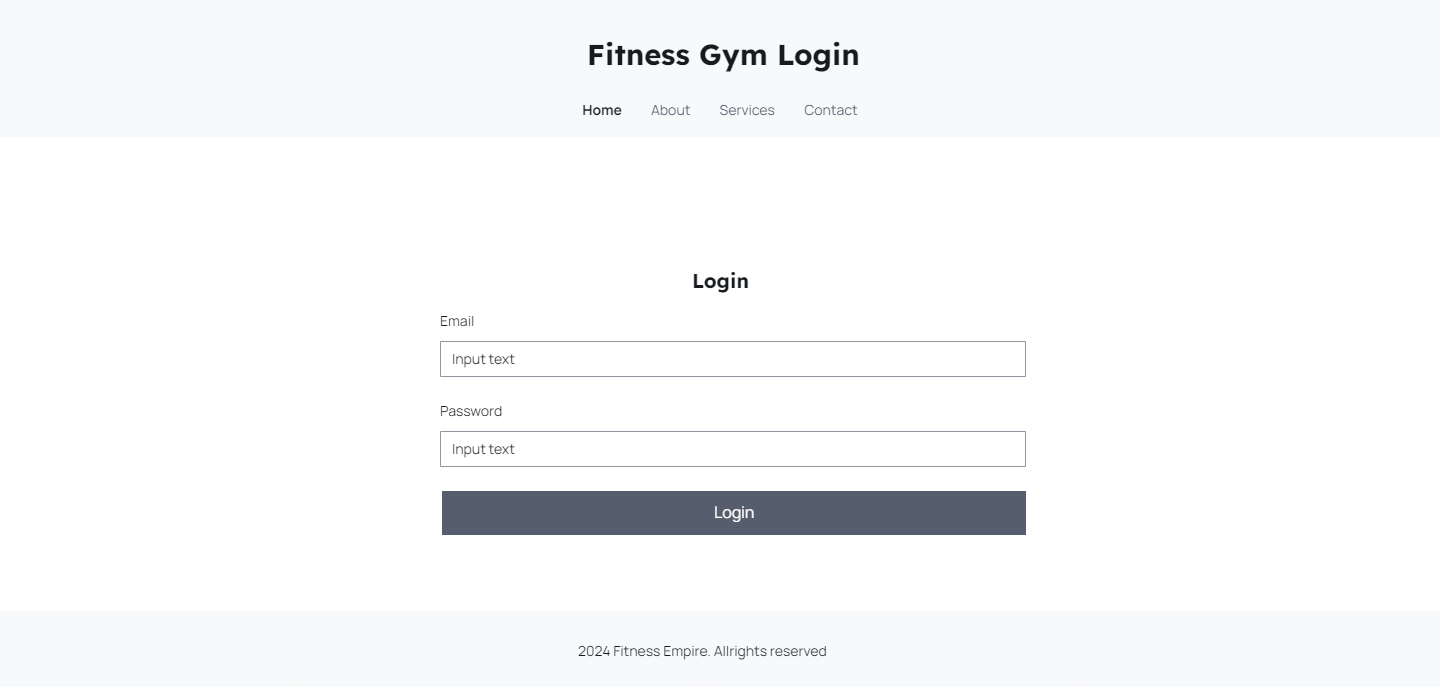 Fitness Gym Login
Home About Services Contact
Login
Email
Input text
Password
Input text
Login
2024 Fitness Empire. Allrights reserved